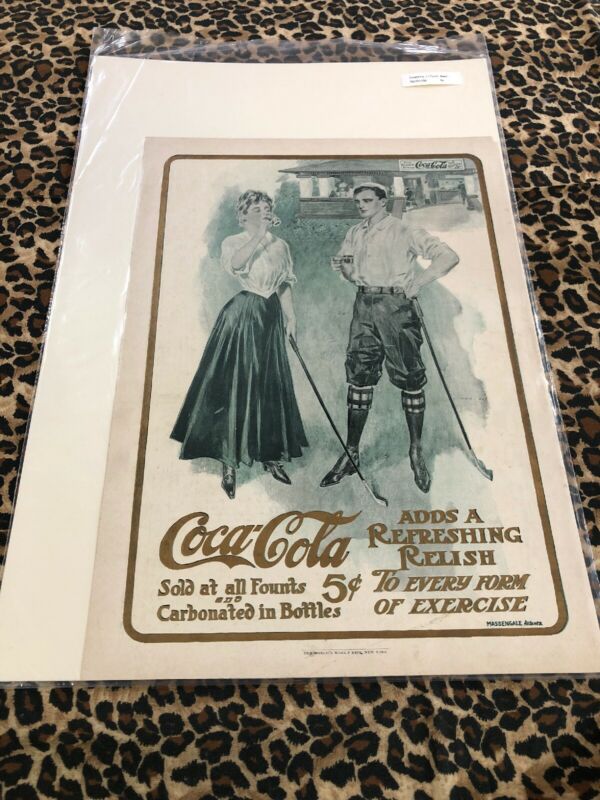 Coca-Cola
Coca-Cola
Sold at all Founts
AND
Carbonated in Bottles
5¢
ADDS A
REFRESHING
RELISH
TO EVERY FORM
OF EXERCISE
MASSENGALE Atlanta